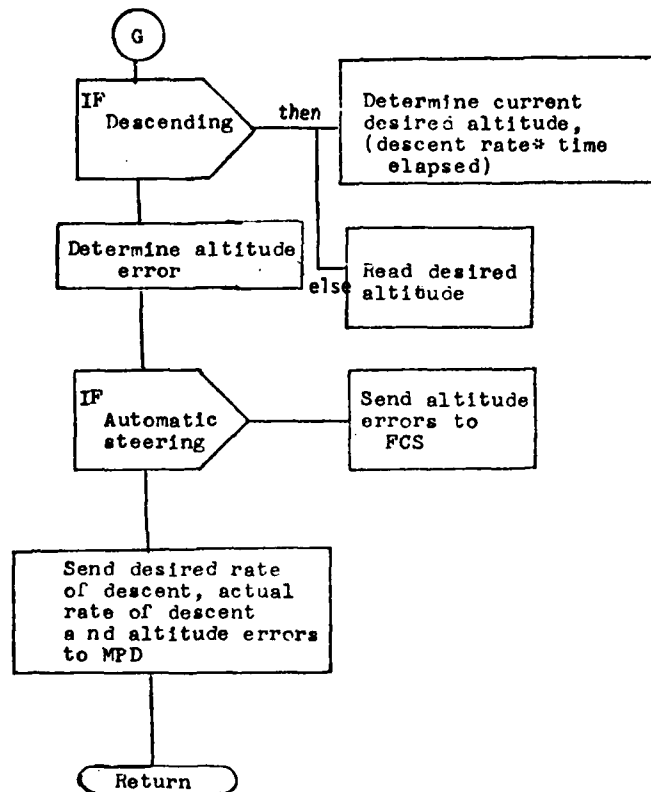 G
IF
Descending
then
Determine current
desired altitude,
(descent rate* time
elapsed)
Determine altitude
error
else
Read desired
altitude
IF
Automatic
steering
Send altitude
errors to
FCS
Send desired rate
of descent, actual
rate of descent
a nd altitude errors
to MPD
Return